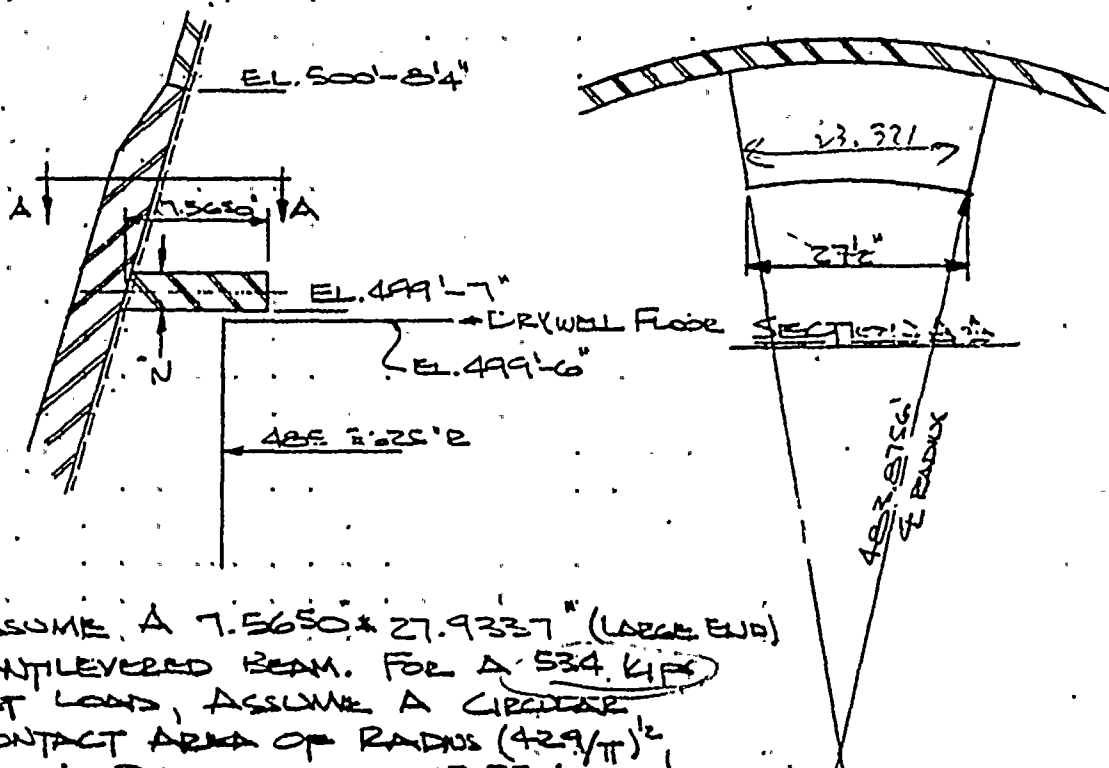 EL. 500'-8¼"
A
A
7.5650"
EL. 499'-7"
DRYWELL FLOOR
EL. 499'-6"
2"
27½"
SECTION A-A
483.8756'
℄ RADIUS
ASSUME A 7.5650" * 27.9337" (LARGE END)
CANTILEVERED BEAM. FOR A 534 KIPS
LOAD, ASSUME A CIRCULAR
CONTACT AREA OF RADIUS (429/π)^½,